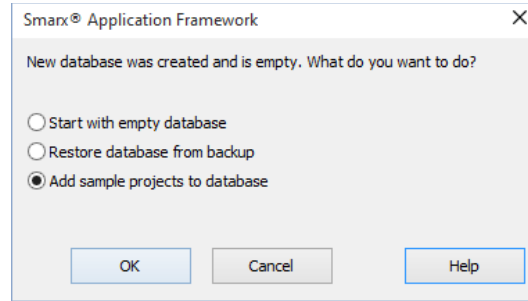 Smarx® Application Framework
New database was created and is empty. What do you want to do?
Start with empty database
Restore database from backup
Add sample projects to database
OK Cancel Help